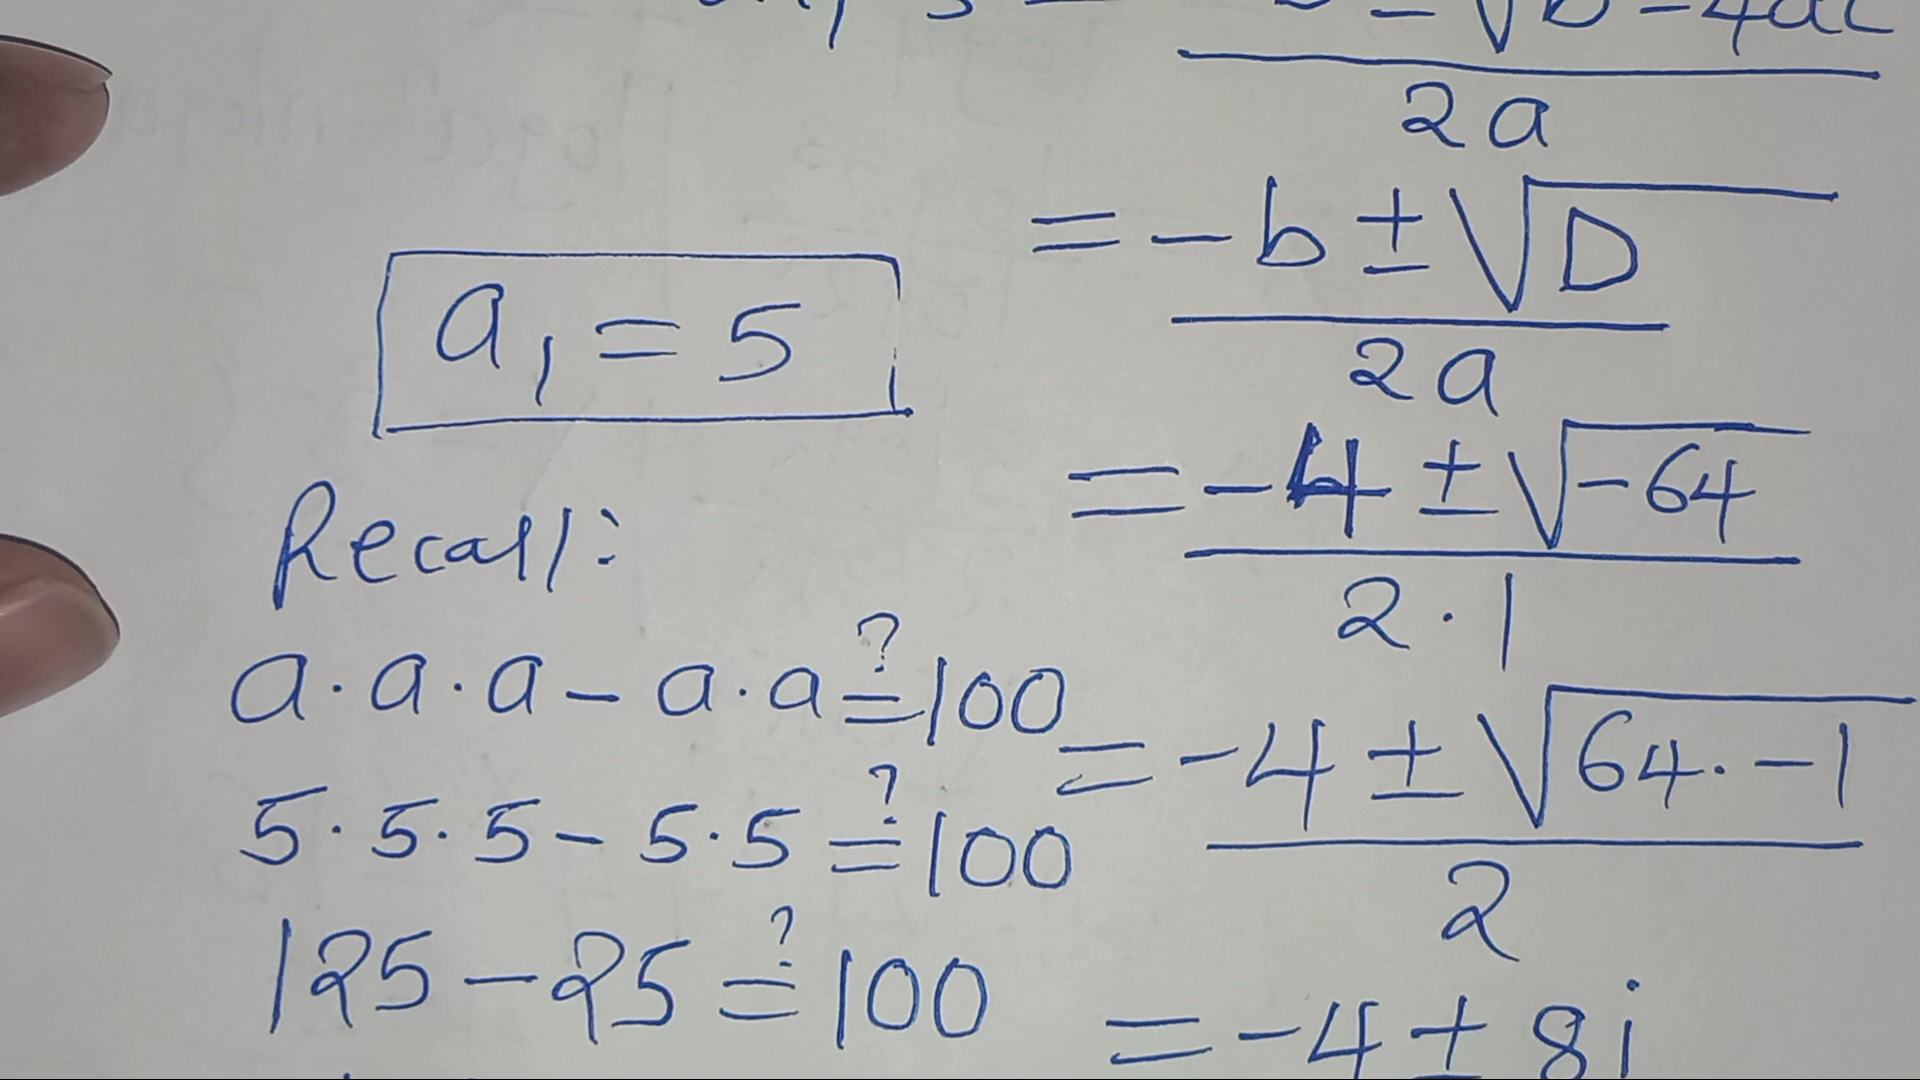 2a
= -b ± √D
2a
a₁ = 5
= -4 ± √-64
2 · 1
Recall:
a · a · a - a · a ≟ 100
= -4 ± √64 · -1
2
5 · 5 · 5 - 5 · 5 ≟ 100
125 - 25 ≟ 100
= -4 ± 8i